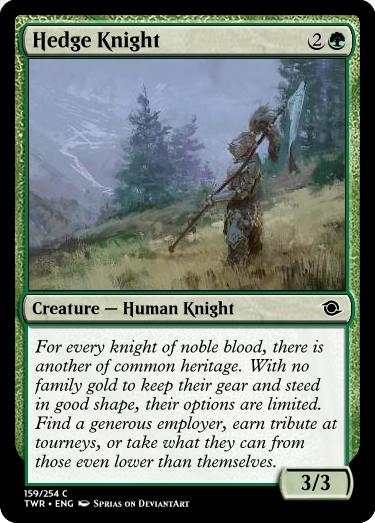 Hedge Knight 2
Creature — Human Knight
For every knight of noble blood, there is
another of common heritage. With no
family gold to keep their gear and steed
in good shape, their options are limited.
Find a generous employer, earn tribute at
tourneys, or take what they can from
those even lower than themselves.
3/3
159/254 C
TWR • ENG Sprias on DeviantArt